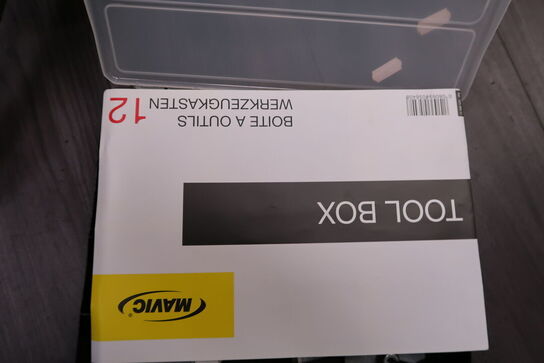 MAVIC
TOOL BOX
BOITE A OUTILS
WERKZEUGKASTEN
12